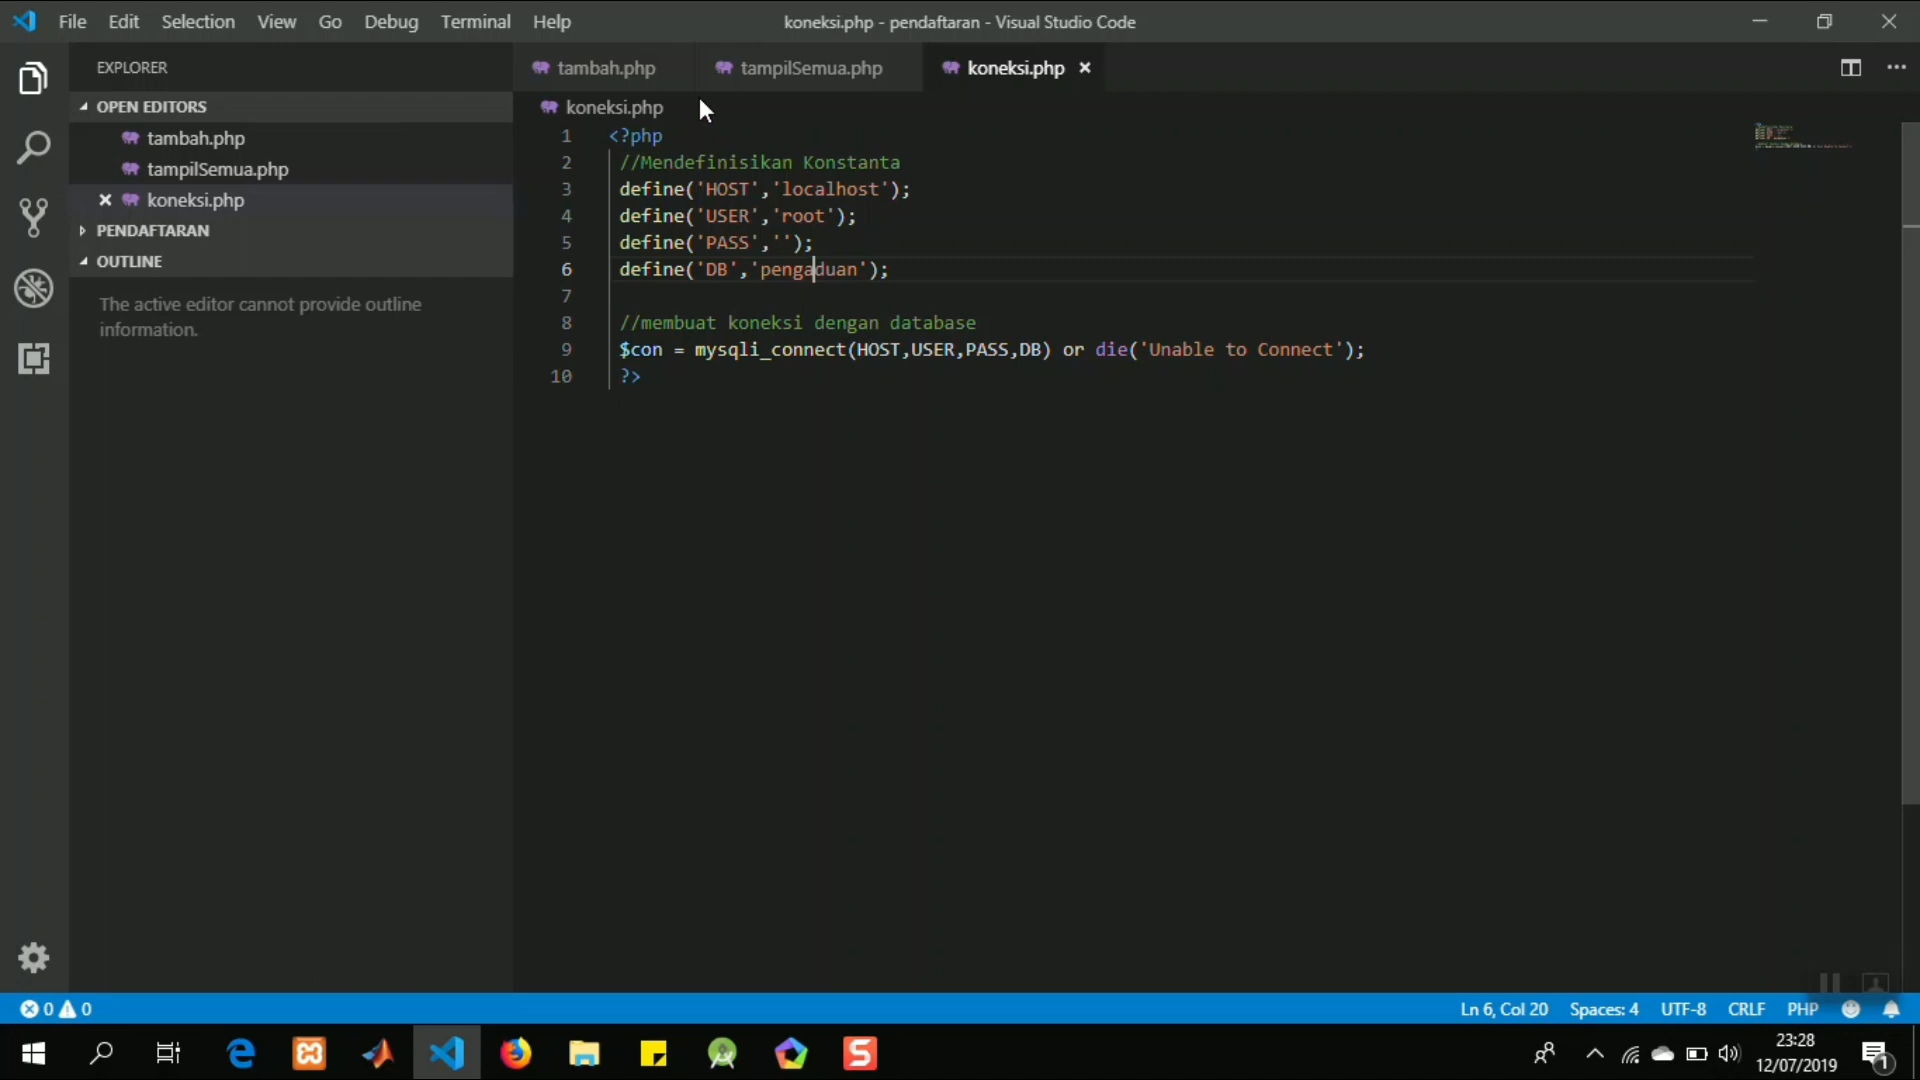 File Edit Selection View Go Debug Terminal Help
koneksi.php - pendaftaran - Visual Studio Code
EXPLORER
OPEN EDITORS
tambah.php
tampilSemua.php
koneksi.php
PENDAFTARAN
OUTLINE
The active editor cannot provide outline
information.
tambah.php tampilSemua.php koneksi.php
koneksi.php
1 <?php
2 //Mendefinisikan Konstanta
3 define('HOST','localhost');
4 define('USER','root');
5 define('PASS','');
6 define('DB','pengaduan');
7
8 //membuat koneksi dengan database
9 $con = mysqli_connect(HOST,USER,PASS,DB) or die('Unable to Connect');
10 ?>
0 0
Ln 6, Col 20 Spaces: 4 UTF-8 CRLF PHP
23:28
12/07/2019
1